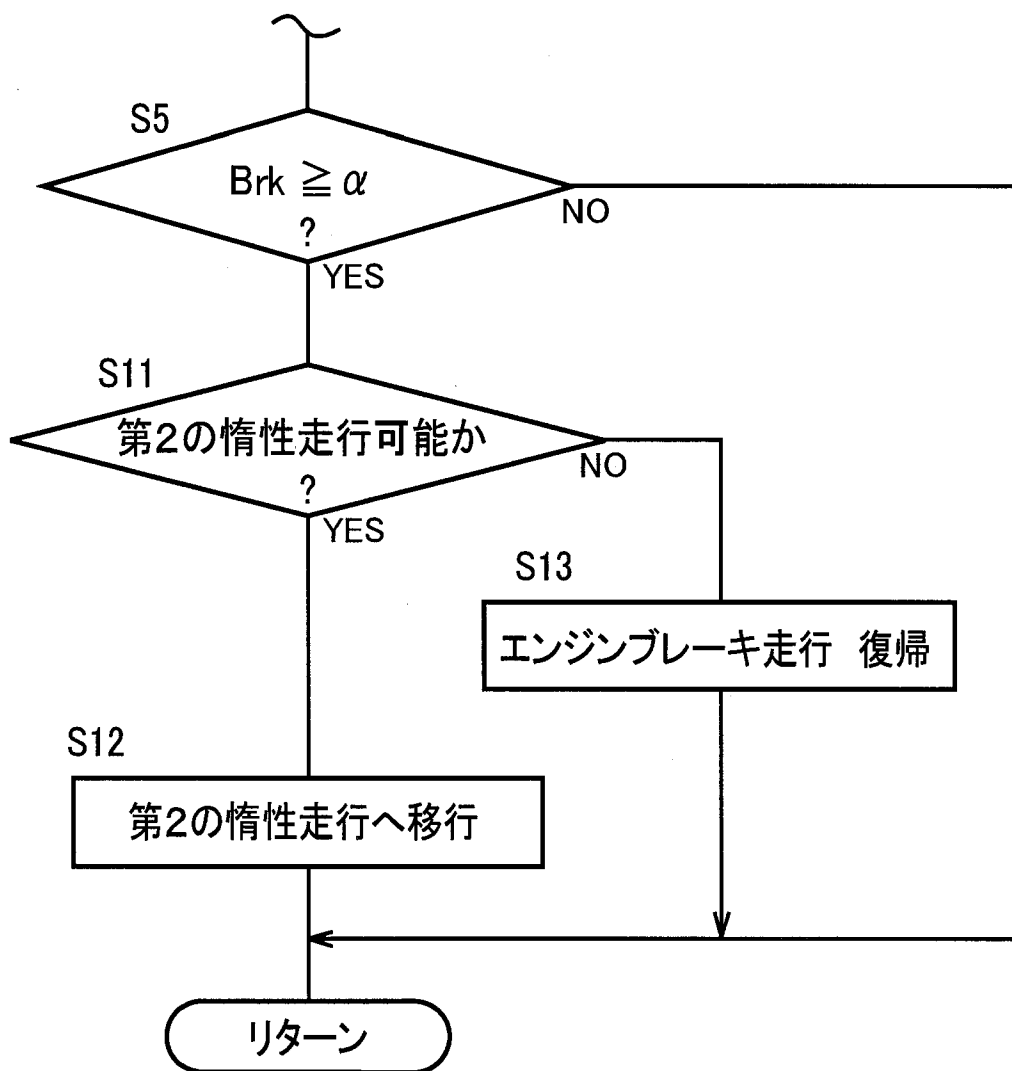 S5
Brk ≧ α
?
NO
YES
S11
第2の惰性走行可能か
?
NO
YES
S13
エンジンブレーキ走行 復帰
S12
第2の惰性走行へ移行
リターン